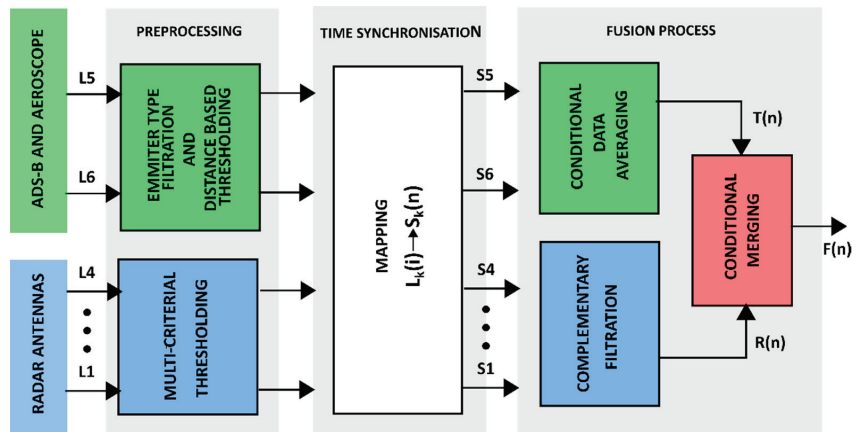 PREPROCESSING
TIME SYNCHRONISATION
FUSION PROCESS
ADS-B AND AEROSCOPE
L5
L6
EMMITER TYPE
FILTRATION
AND
DISTANCE BASED
THRESHOLDING
RADAR ANTENNAS
L4
L1
MULTI-CRITERIAL
THRESHOLDING
MAPPING
Lk(i)→Sk(n)
S5
S6
S4
S1
CONDITIONAL
DATA
AVERAGING
COMPLEMENTARY
FILTRATION
T(n)
CONDITIONAL
MERGING
R(n)
F(n)